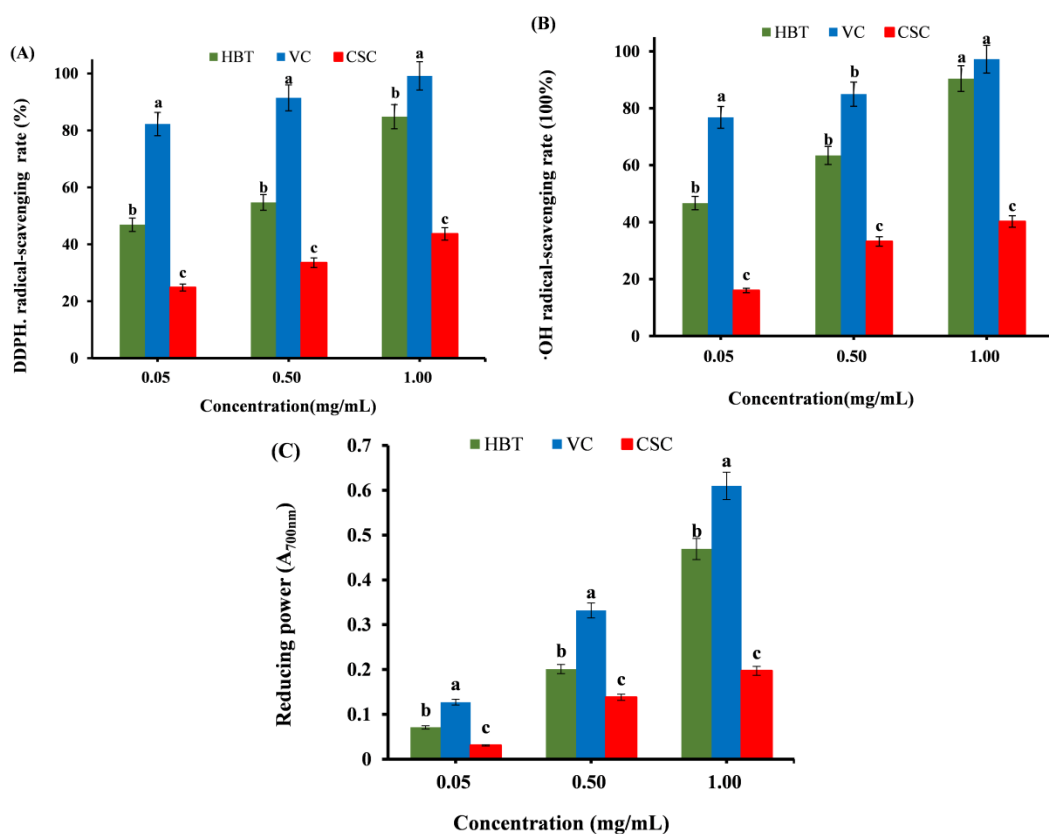 (A)
HBT VC CSC
DDPH. radical-scavenging rate (%)
100
80
60
40
20
0
b a c
b a c
b a c
0.05 0.50 1.00
Concentration(mg/mL)
(B)
HBT VC CSC
·OH radical-scavenging rate (100%)
100
80
60
40
20
0
b a c
b b c
a a c
0.05 0.50 1.00
Concentration(mg/mL)
(C)
HBT VC CSC
Reducing power (A700nm)
0.7
0.6
0.5
0.4
0.3
0.2
0.1
0
b a c
b a c
b a c
0.05 0.50 1.00
Concentration (mg/mL)